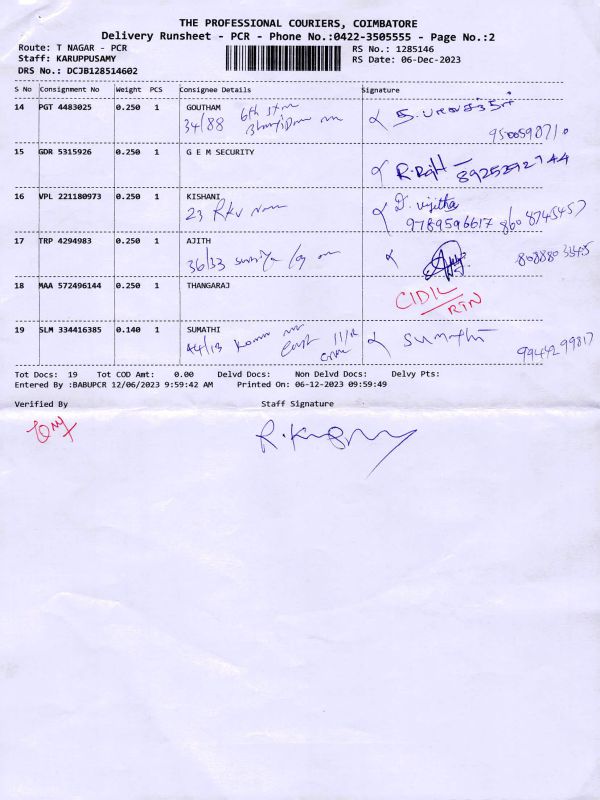 THE PROFESSIONAL COURIERS, COIMBATORE
Delivery Runsheet - PCR - Phone No.:0422-3505555 - Page No.:2
Route: T NAGAR - PCR RS No.: 1285146
Staff: KARUPPUSAMY RS Date: 06-Dec-2023
DRS No.: DCJB128514602
S No Consignment No Weight PCS Consignee Details Signature
14 PGT 4483025 0.250 1 GOUTHAM
34/88 6th
15 GDR 5315926 0.250 1 G E M SECURITY
8925292744
16 VPL 221180973 0.250 1 KISHANI
23 D. vijitha
9789596617
17 TRP 4294983 0.250 1 AJITH
36/33
18 MAA 572496144 0.250 1 THANGARAJ
RTN
19 SLM 334416385 0.140 1 SUMATHI
44/13 Sumathi
9944299817
Tot Docs: 19 Tot COD Amt: 0.00 Delvd Docs: Non Delvd Docs: Delvy Pts:
Entered By :BABUPCR 12/06/2023 9:59:42 AM Printed On: 06-12-2023 09:59:49
Verified By Staff Signature